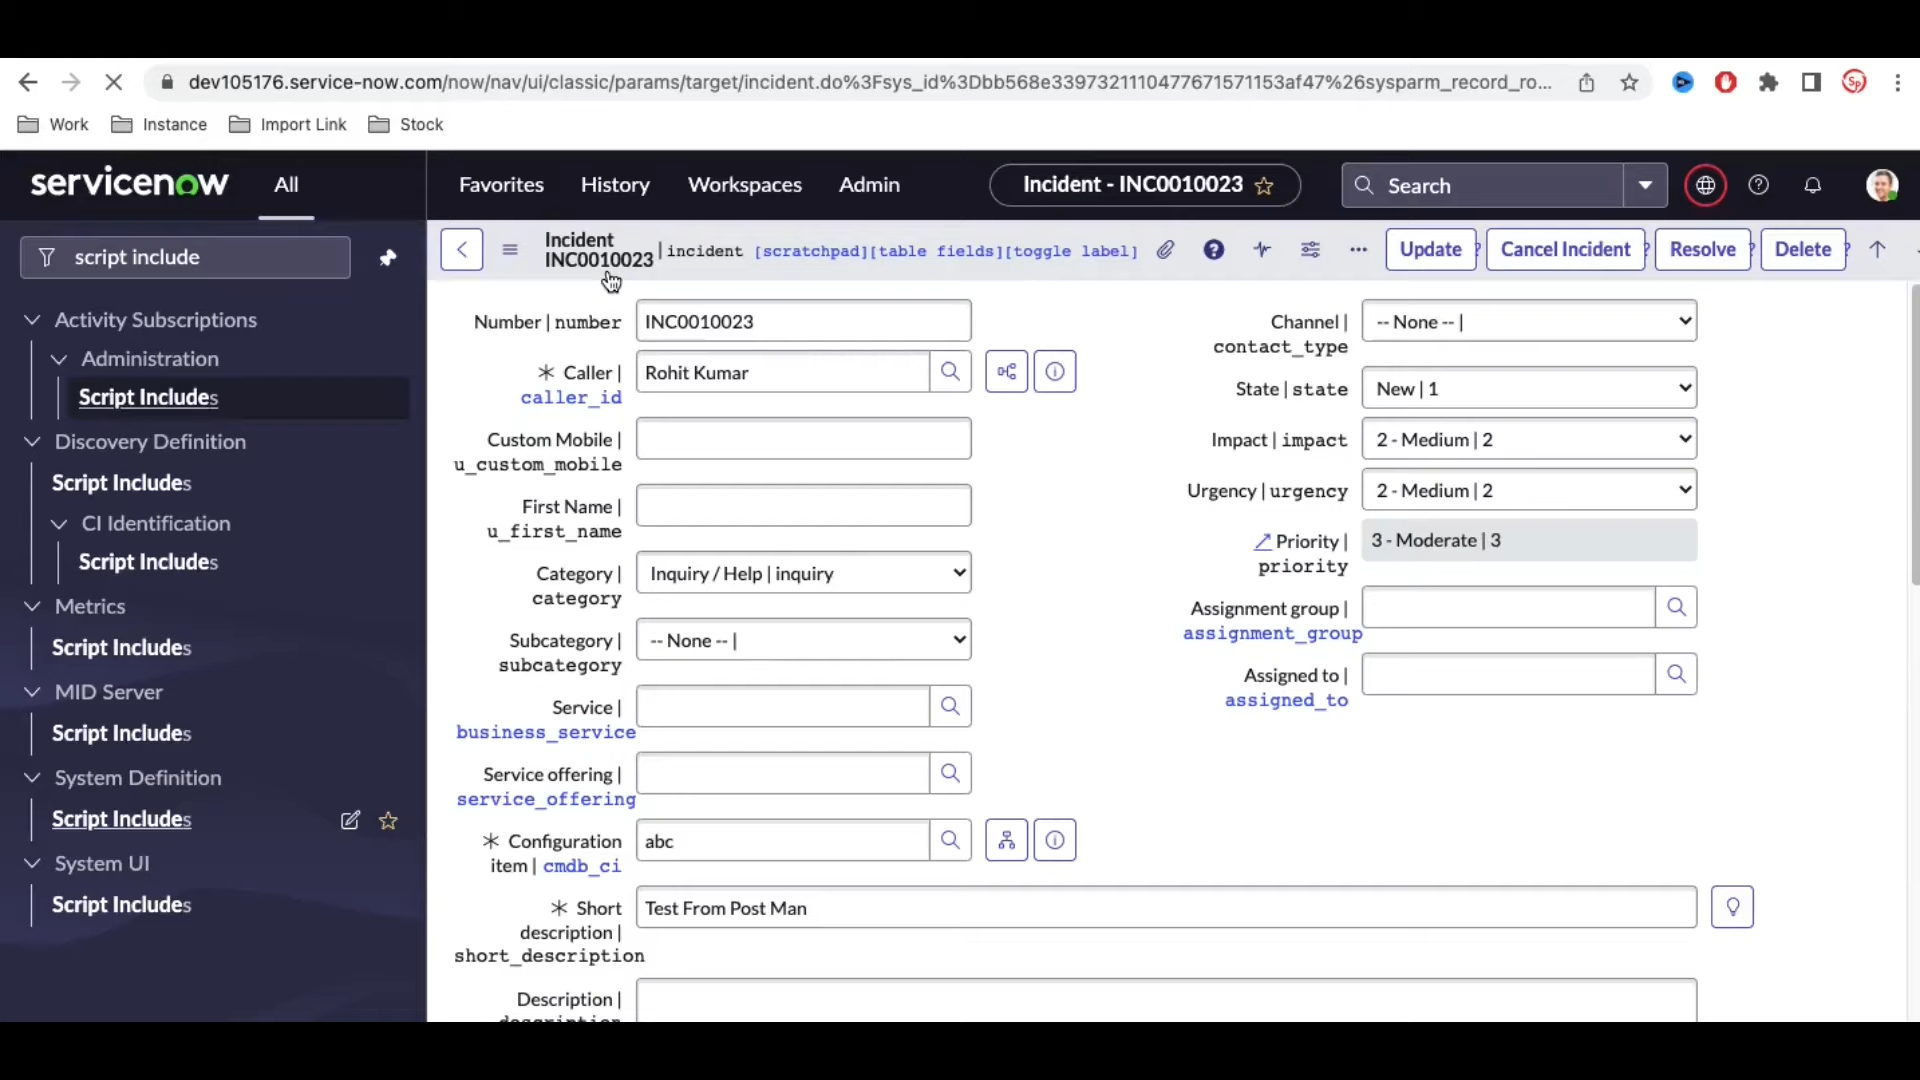 dev105176.service-now.com/now/nav/ui/classic/params/target/incident.do%3Fsys_id%3Dbb568e3397321110477671571153af47%26sysparm_record_ro...
Sp
Work Instance Import Link Stock
servicenow All Favorites History Workspaces Admin Incident - INC0010023 Search
script include
Incident
INC0010023 | incident [scratchpad][table fields][toggle label] Update Cancel Incident Resolve Delete
Activity Subscriptions
Administration
Script Includes
Discovery Definition
Script Includes
CI Identification
Script Includes
Metrics
Script Includes
MID Server
Script Includes
System Definition
Script Includes
System UI
Script Includes
Number | number INC0010023
* Caller | Rohit Kumar
caller_id
Custom Mobile |
u_custom_mobile
First Name |
u_first_name
Category | Inquiry / Help | inquiry
category
Subcategory | -- None -- |
subcategory
Service |
business_service
Service offering |
service_offering
* Configuration abc
item | cmdb_ci
* Short Test From Post Man
description |
short_description
Description |
Channel | -- None -- |
contact_type
State | state New | 1
Impact | impact 2 - Medium | 2
Urgency | urgency 2 - Medium | 2
Priority | 3 - Moderate | 3
priority
Assignment group |
assignment_group
Assigned to |
assigned_to